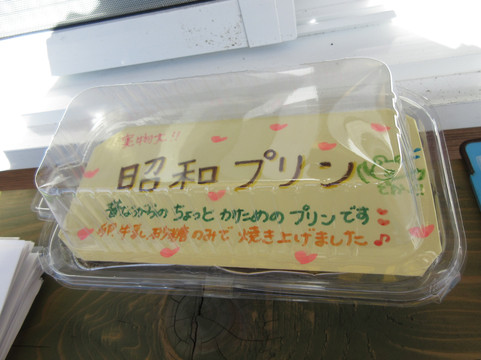 昭和プリン
昔ながらの ちょっと かためのプリンです
卵、牛乳、お砂糖のみで 焼き上げました♪